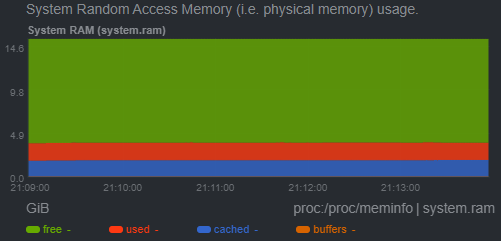 System Random Access Memory (i.e. physical memory) usage.
System RAM (system.ram)
14.6
9.8
4.9
0.0
21:09:00 21:10:00 21:11:00 21:12:00 21:13:00
GiB proc:/proc/meminfo | system.ram
free - used - cached - buffers -